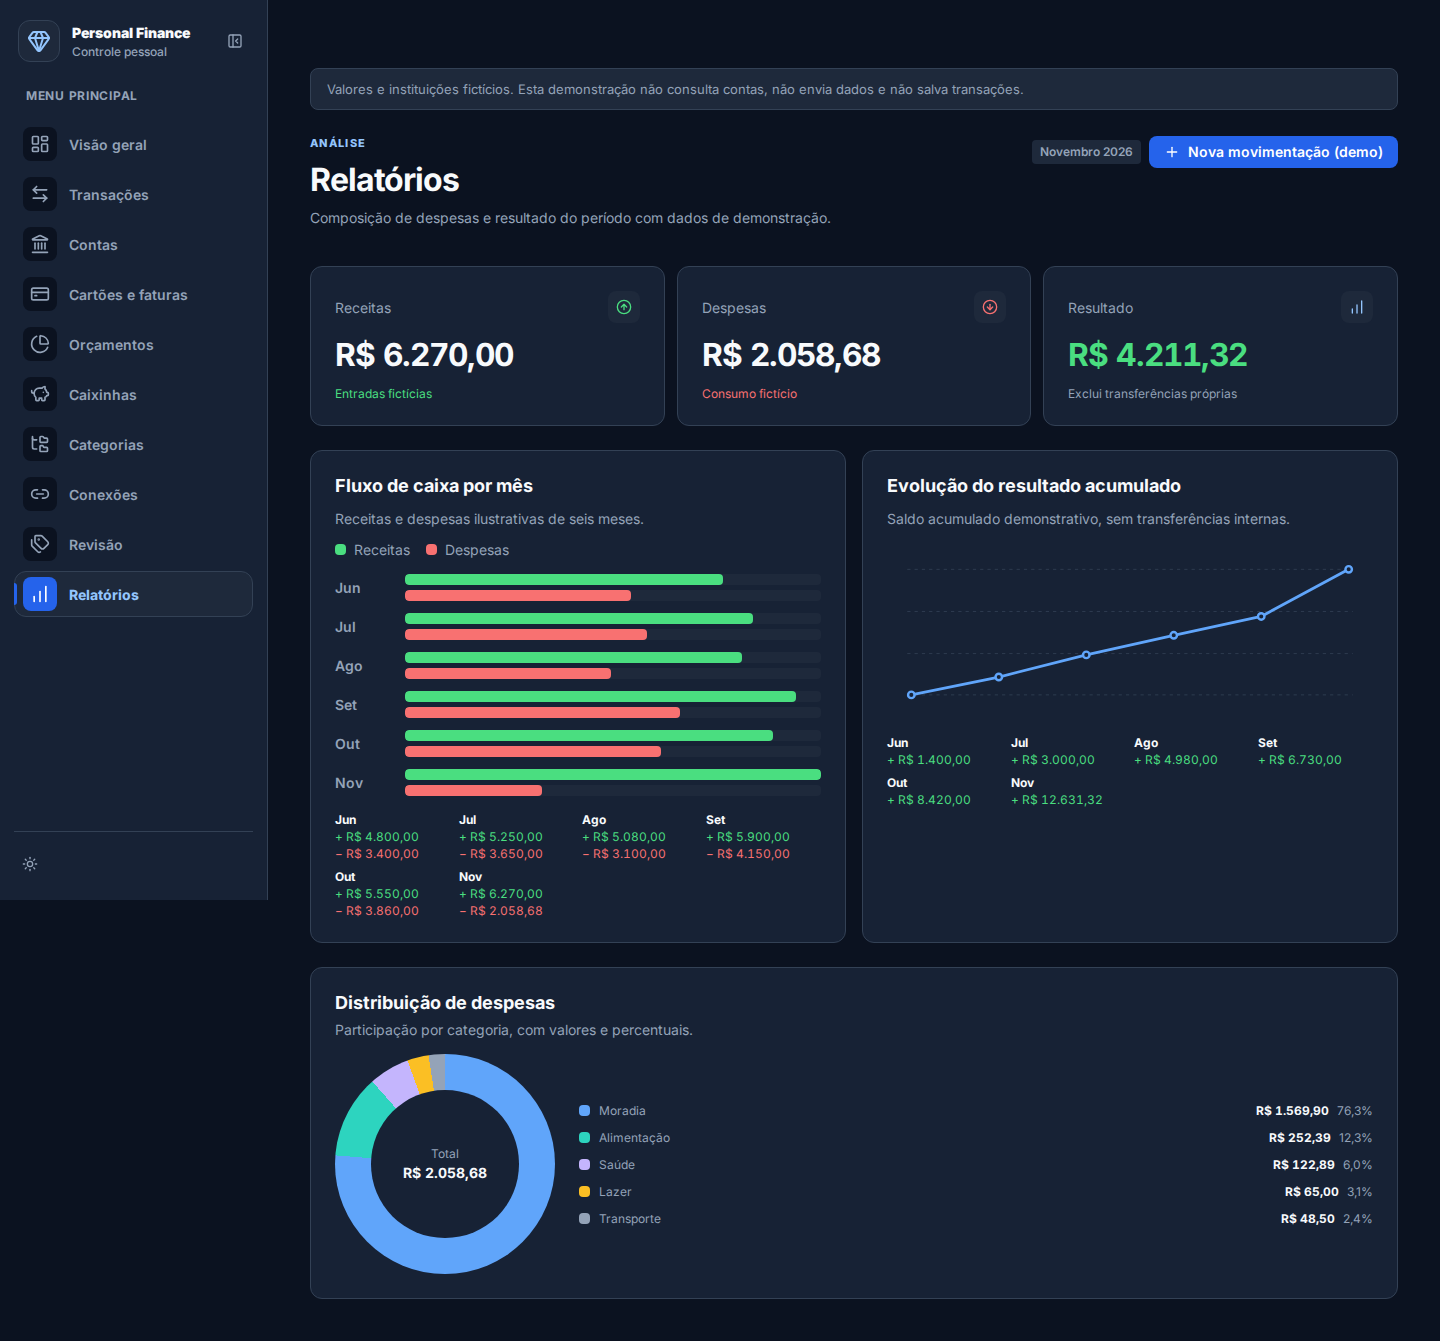 Personal Finance
Controle pessoal
MENU PRINCIPAL
Visão geral
Transações
Contas
Cartões e faturas
Orçamentos
Caixinhas
Categorias
Conexões
Revisão
Relatórios
Valores e instituições fictícios. Esta demonstração não consulta contas, não envia dados e não salva transações.
ANÁLISE
Relatórios
Composição de despesas e resultado do período com dados de demonstração.
Novembro 2026
Nova movimentação (demo)
Receitas
R$ 6.270,00
Entradas fictícias
Despesas
R$ 2.058,68
Consumo fictício
Resultado
R$ 4.211,32
Exclui transferências próprias
Fluxo de caixa por mês
Receitas e despesas ilustrativas de seis meses.
Receitas Despesas
Jun
Jul
Ago
Set
Out
Nov
Jun Jul Ago Set
+ R$ 4.800,00 + R$ 5.250,00 + R$ 5.080,00 + R$ 5.900,00
− R$ 3.400,00 − R$ 3.650,00 − R$ 3.100,00 − R$ 4.150,00
Out Nov
+ R$ 5.550,00 + R$ 6.270,00
− R$ 3.860,00 − R$ 2.058,68
Evolução do resultado acumulado
Saldo acumulado demonstrativo, sem transferências internas.
Jun Jul Ago Set
+ R$ 1.400,00 + R$ 3.000,00 + R$ 4.980,00 + R$ 6.730,00
Out Nov
+ R$ 8.420,00 + R$ 12.631,32
Distribuição de despesas
Participação por categoria, com valores e percentuais.
Total
R$ 2.058,68
Moradia R$ 1.569,90 76,3%
Alimentação R$ 252,39 12,3%
Saúde R$ 122,89 6,0%
Lazer R$ 65,00 3,1%
Transporte R$ 48,50 2,4%